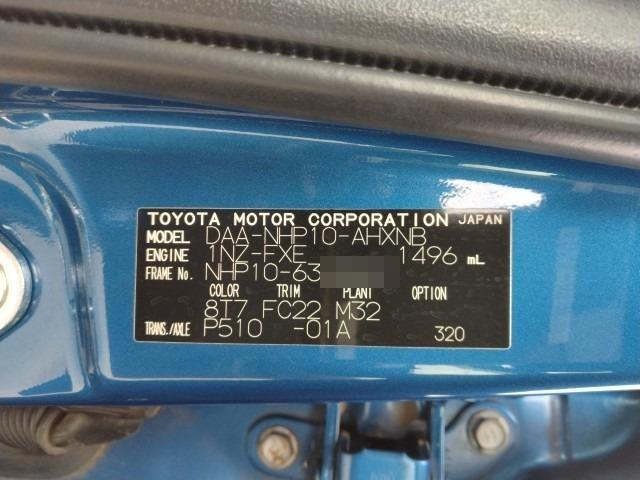 TOYOTA MOTOR CORPORATION JAPAN
MODEL DAA-NHP10-AHXNB
ENGINE 1NZ-FXE 1496 mL
FRAME No. NHP10-63
COLOR TRIM PLANT OPTION
8I7 FC22 M32
TRANS./AXLE P510 -01A 320